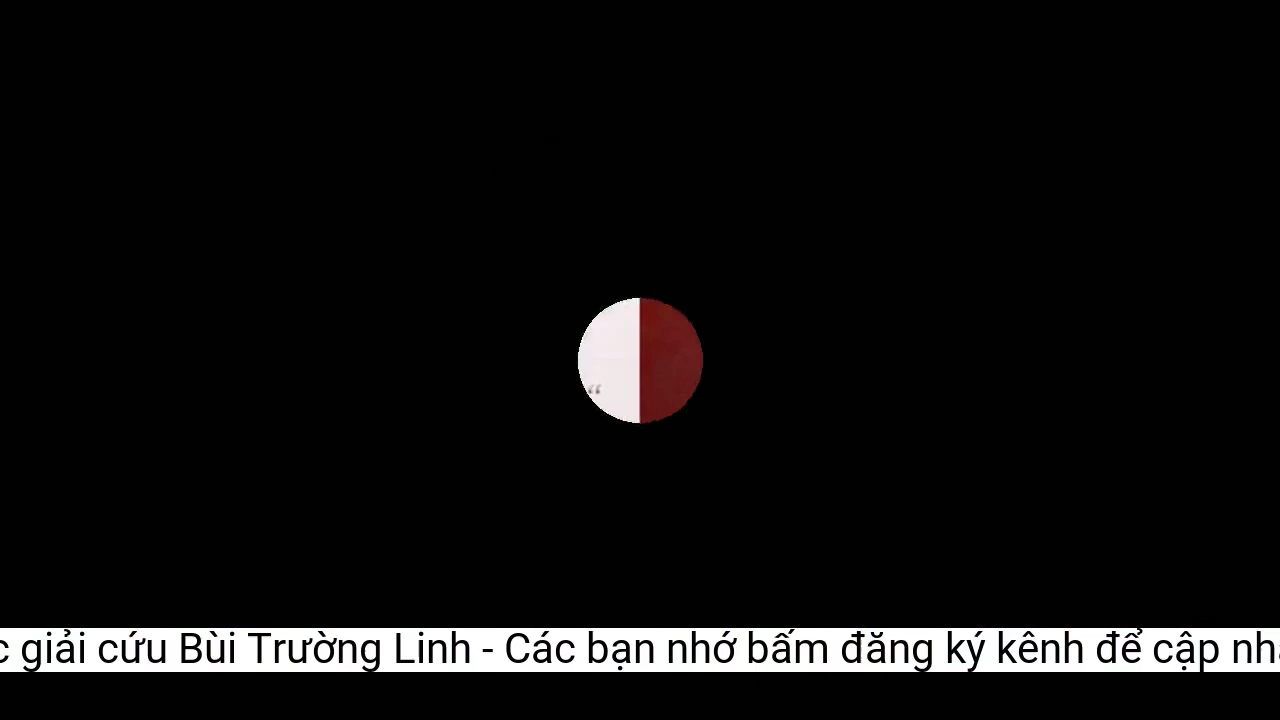 giải cứu Bùi Trường Linh - Các bạn nhớ bấm đăng ký kênh để cập